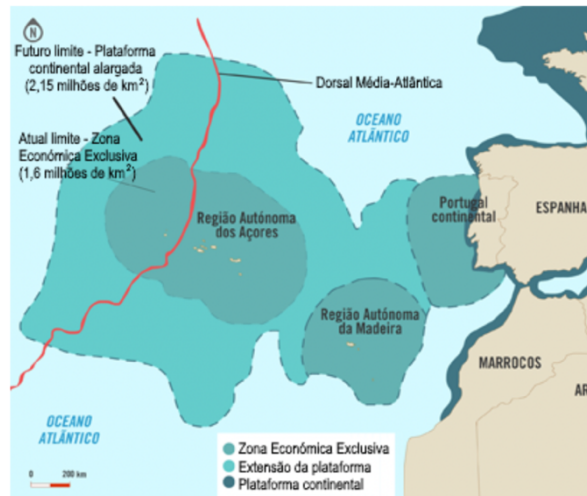 N
Futuro limite - Plataforma
continental alargada
(2,15 milhões de km²)
Dorsal Média-Atlântica
OCEANO
ATLÂNTICO
Atual limite - Zona
Económica Exclusiva
(1,6 milhões de km²)
Região Autónoma
dos Açores
Portugal
continental
ESPANHA
Região Autónoma
da Madeira
MARROCOS
AR
OCEANO
ATLÂNTICO
Zona Económica Exclusiva
Extensão da plataforma
Plataforma continental
0 200 km